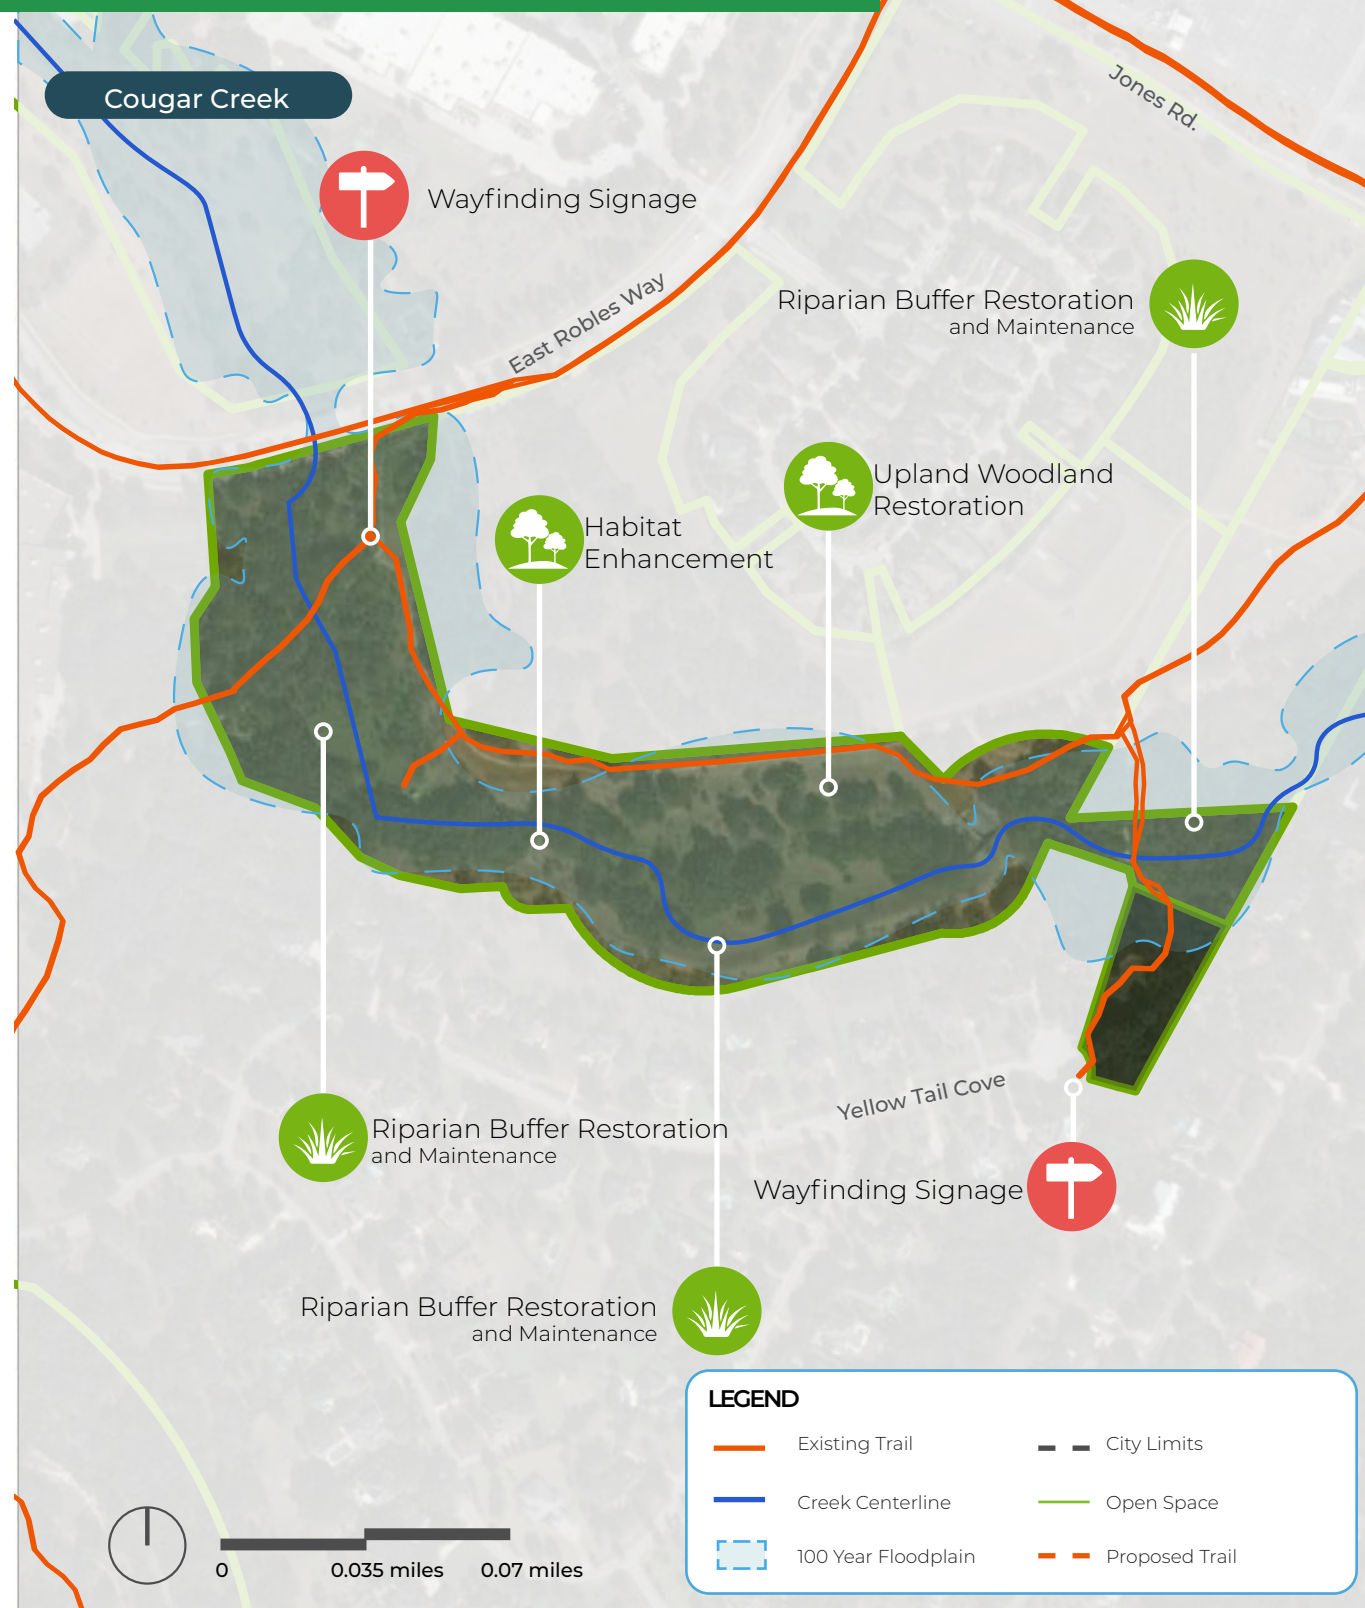 Cougar Creek
Jones Rd.
Wayfinding Signage
East Robles Way
Riparian Buffer Restoration
and Maintenance
Upland Woodland
Restoration
Habitat
Enhancement
Yellow Tail Cove
Riparian Buffer Restoration
and Maintenance
Wayfinding Signage
Riparian Buffer Restoration
and Maintenance
LEGEND
Existing Trail
City Limits
Creek Centerline
Open Space
100 Year Floodplain
Proposed Trail
0
0.035 miles
0.07 miles